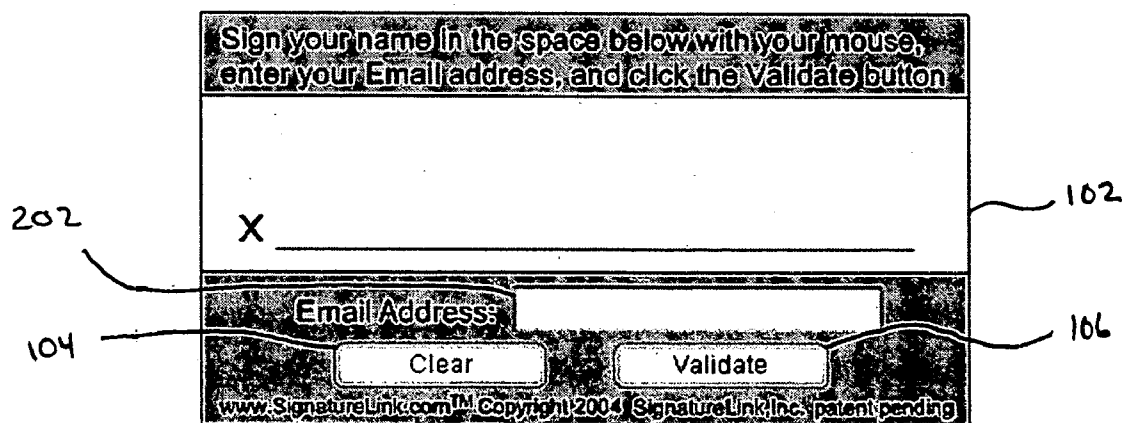 Sign your name in the space below with your mouse,
enter your Email address, and click the Validate button
102
202
X
Email Address:
104
106
Clear
Validate
www.SignatureLink.com™ Copyright 2004 SignatureLink, Inc. patent pending